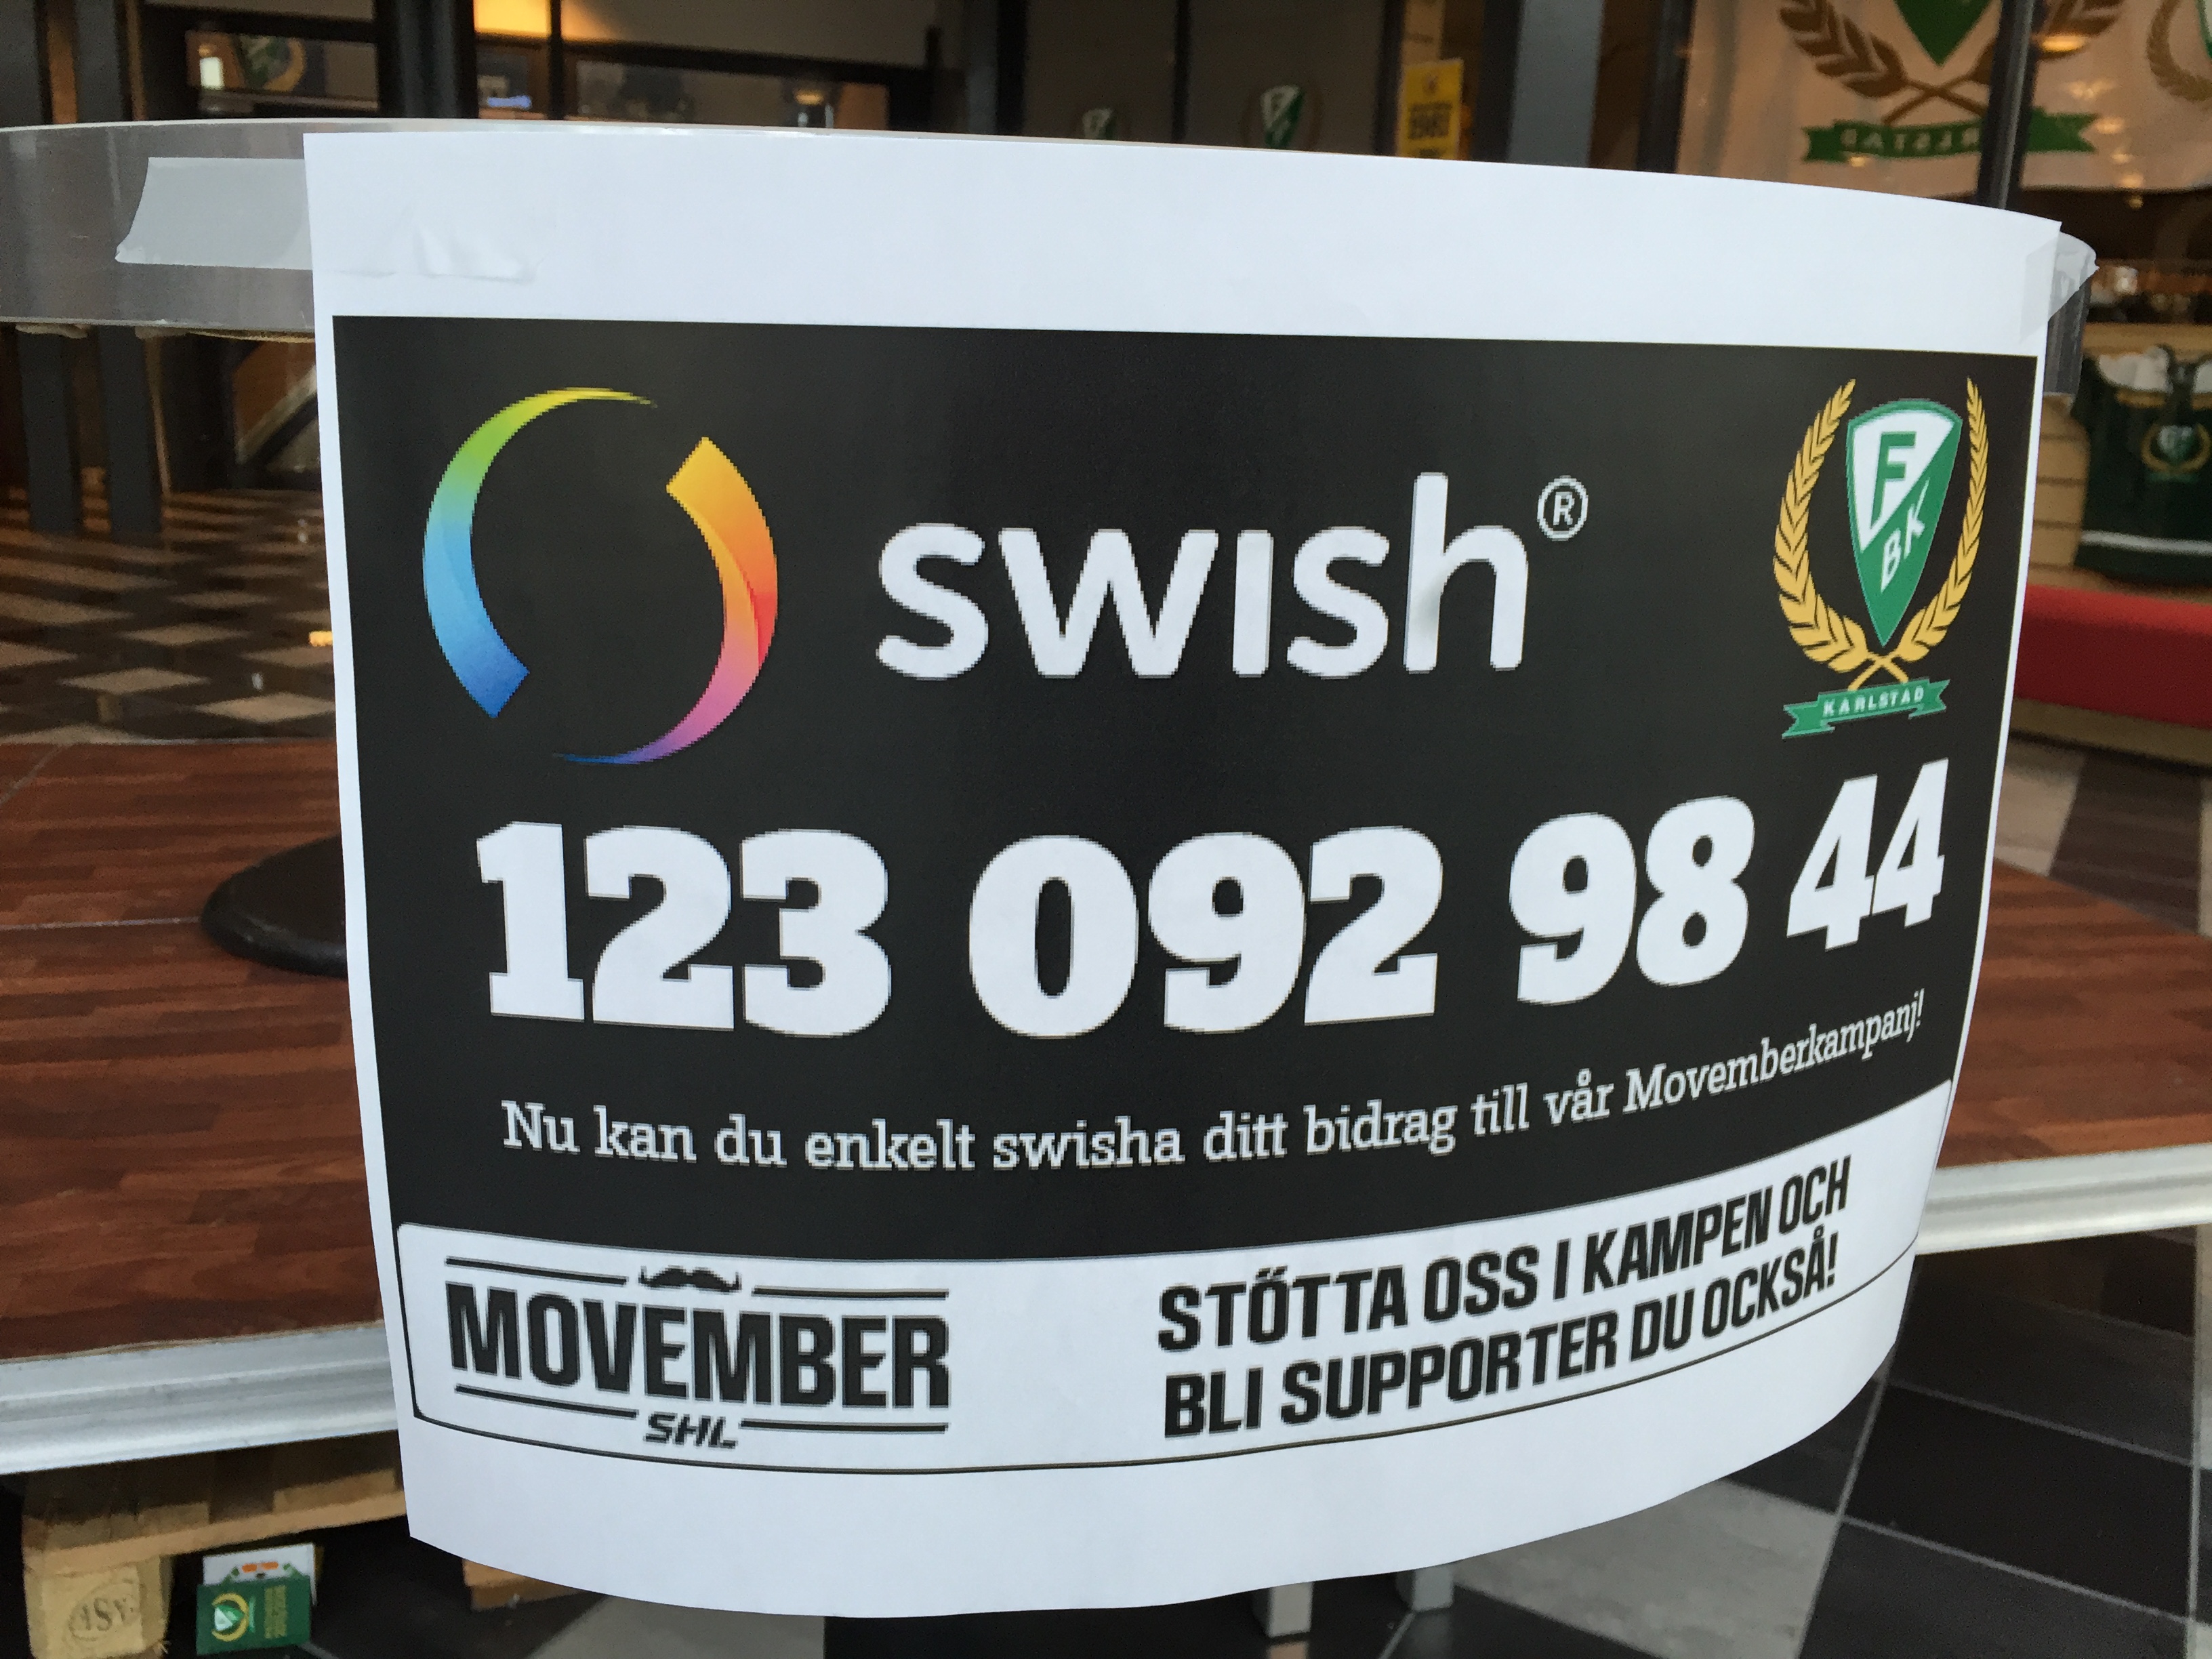 swish®
F
BK
KARLSTAD
123 092 98 44
Nu kan du enkelt swisha ditt bidrag till vår Movemberkampanj!
MOVEMBER
SHL
STÖTTA OSS I KAMPEN OCH
BLI SUPPORTER DU OCKSÅ!